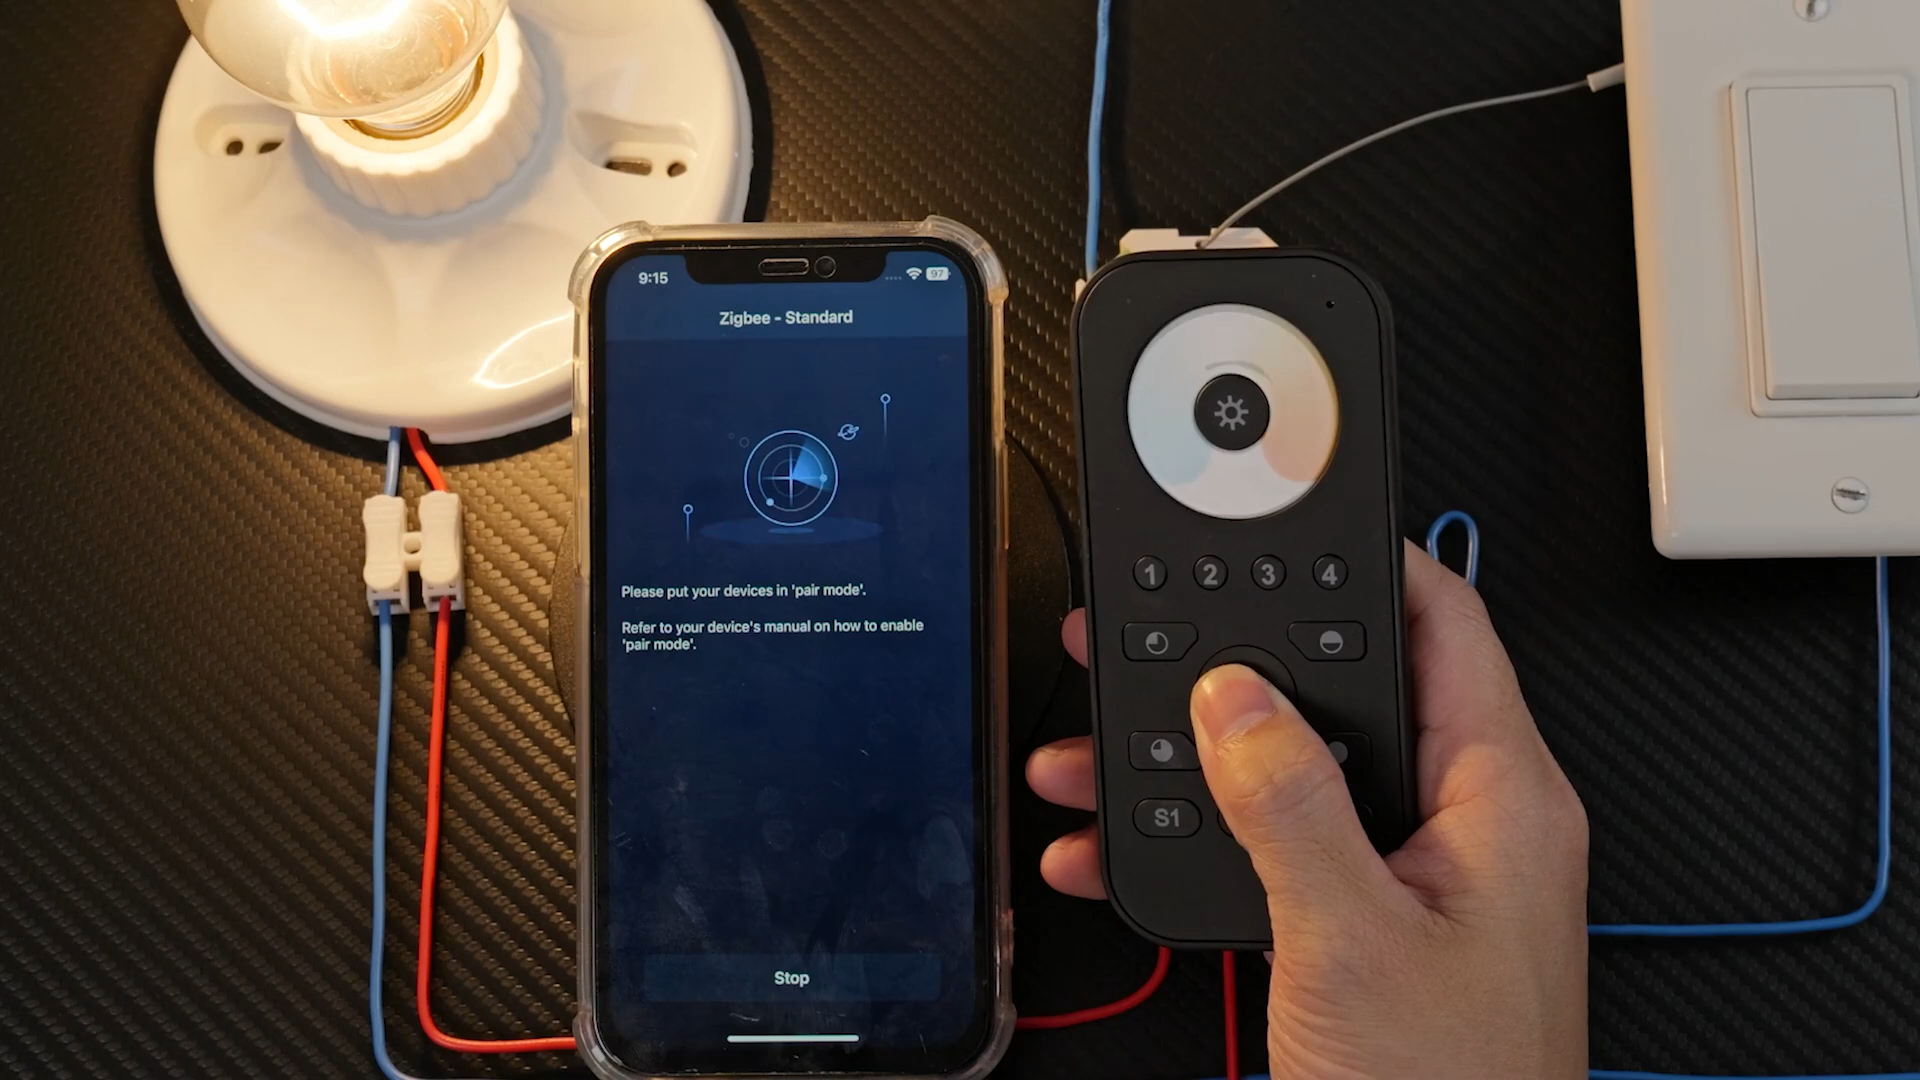 9:15
97
Zigbee - Standard
Please put your devices in 'pair mode'.
Refer to your device's manual on how to enable
'pair mode'.
Stop
1 2 3 4
S1